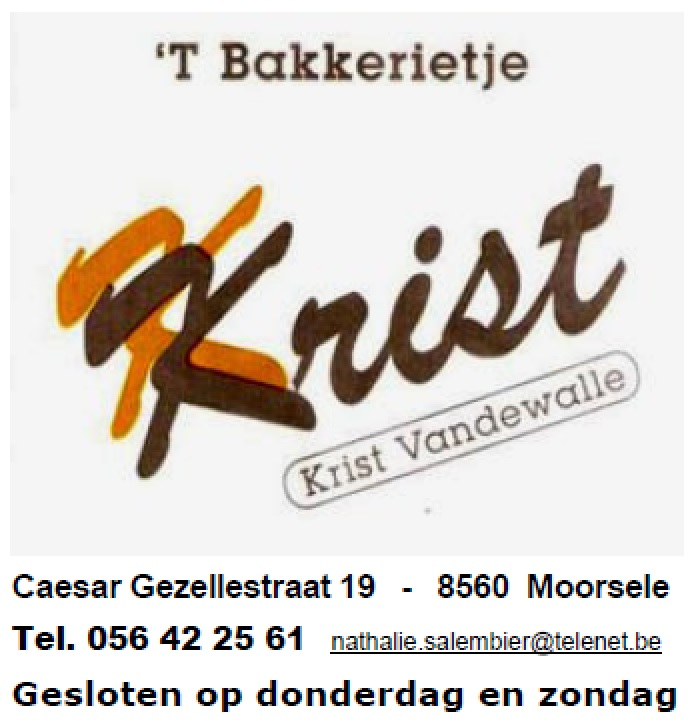 ‘T Bakkerietje
Krist
Krist Vandewalle
Caesar Gezellestraat 19 - 8560 Moorsele
Tel. 056 42 25 61 nathalie.salembier@telenet.be
Gesloten op donderdag en zondag